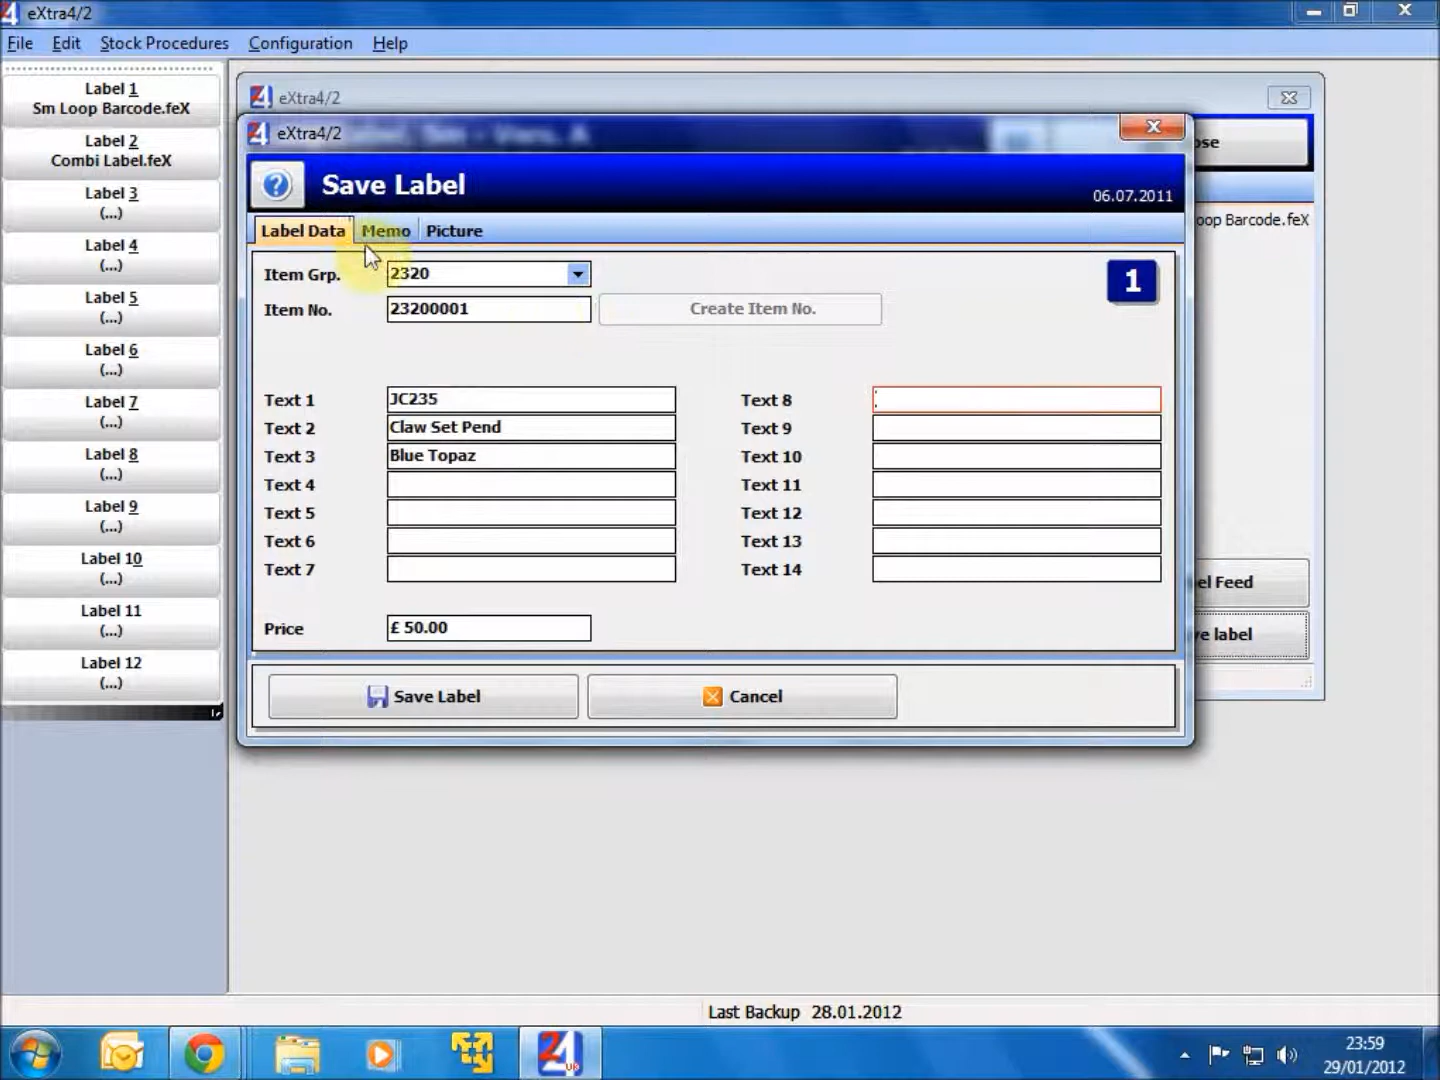 eXtra4/2
File Edit Stock Procedures Configuration Help
Label 1
Sm Loop Barcode.feX
Label 2
Combi Label.feX
Label 3
(...)
Label 4
(...)
Label 5
(...)
Label 6
(...)
Label 7
(...)
Label 8
(...)
Label 9
(...)
Label 10
(...)
Label 11
(...)
Label 12
(...)
eXtra4/2
ose
oop Barcode.feX
el Feed
ve label
eXtra4/2
Save Label
06.07.2011
Label Data Memo Picture
Item Grp. 2320
1
Item No. 23200001 Create Item No.
Text 1 JC235 Text 8
Text 2 Claw Set Pend Text 9
Text 3 Blue Topaz Text 10
Text 4 Text 11
Text 5 Text 12
Text 6 Text 13
Text 7 Text 14
Price £ 50.00
Save Label Cancel
Last Backup 28.01.2012
23:59
29/01/2012